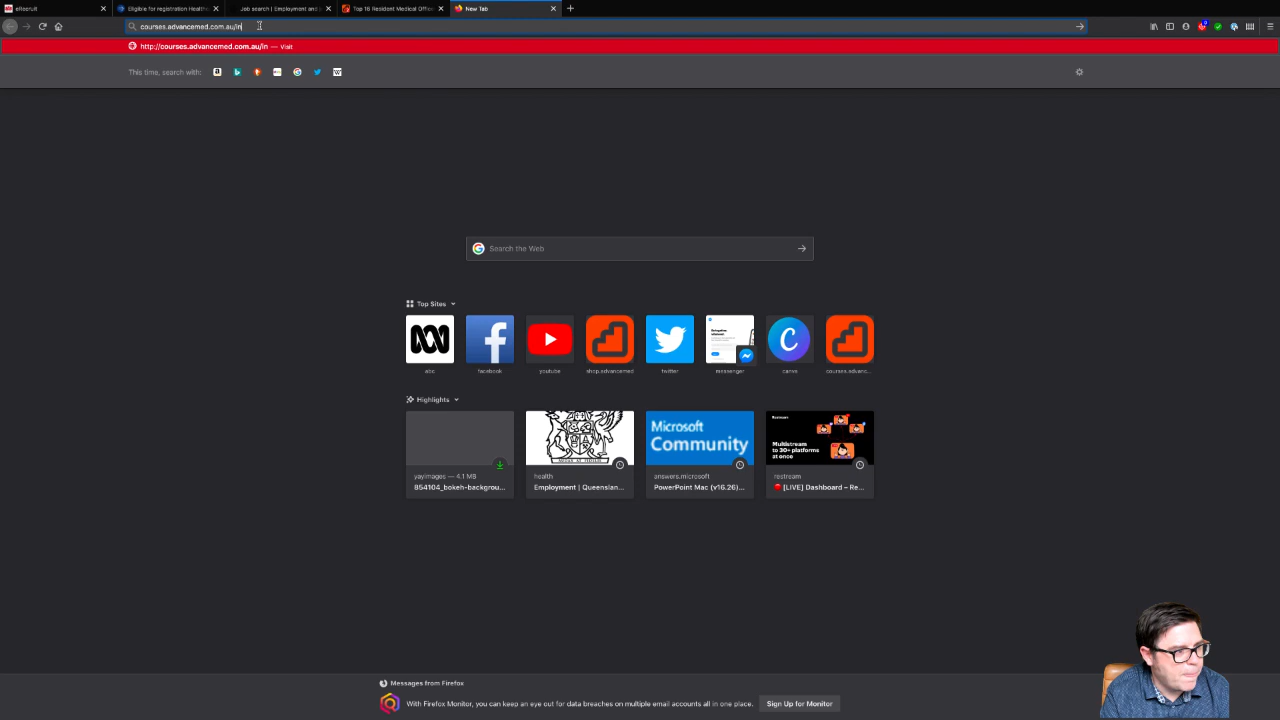 eRecruit
Eligible for registration Healthc
Job search | Employment and
Top 16 Resident Medical Office
New Tab
courses.advancemed.com.au/in
http://courses.advancemed.com.au/in — Visit
This time, search with:
Search the Web
Top Sites
abc
facebook
youtube
shop.advancemed
twitter
messenger
canva
courses.advanc...
Highlights
Microsoft
Community
Multistream
to 30+ platforms
at once
yayimages — 4.1 MB
health
answers.microsoft
restream
854104_bokeh-backgrou...
Employment | Queenslan...
PowerPoint Mac (v16.26)...
[LIVE] Dashboard – Re...
Messages from Firefox
With Firefox Monitor, you can keep an eye out for data breaches on multiple email accounts all in one place.
Sign Up for Monitor